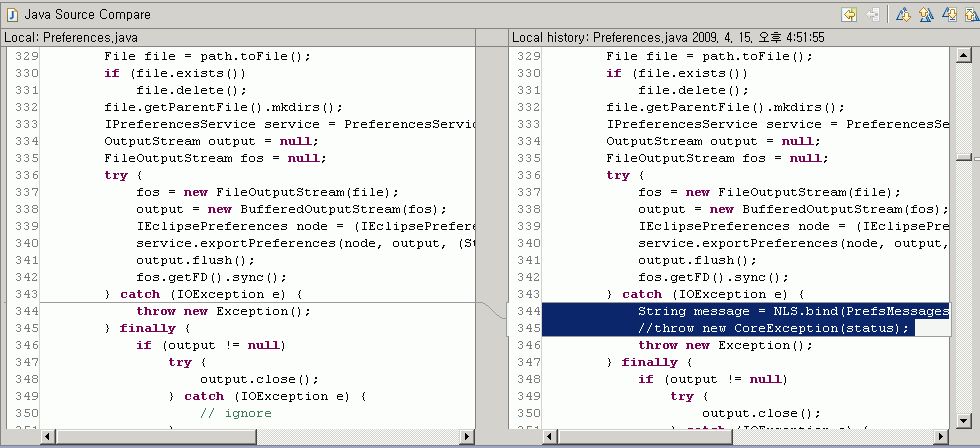 Java Source Compare
Local: Preferences.java
329 File file = path.toFile();
330 if (file.exists())
331 file.delete();
332 file.getParentFile().mkdirs();
333 IPreferencesService service = PreferencesServic
334 OutputStream output = null;
335 FileOutputStream fos = null;
336 try {
337 fos = new FileOutputStream(file);
338 output = new BufferedOutputStream(fos);
339 IEclipsePreferences node = (IEclipsePrefere
340 service.exportPreferences(node, output, (St
341 output.flush();
342 fos.getFD().sync();
343 } catch (IOException e) {
344 throw new Exception();
345 } finally {
346 if (output != null)
347 try {
348 output.close();
349 } catch (IOException e) {
350 // ignore
Local history: Preferences.java 2009. 4. 15. 오후 4:51:55
329 File file = path.toFile();
330 if (file.exists())
331 file.delete();
332 file.getParentFile().mkdirs();
333 IPreferencesService service = PreferencesSe
334 OutputStream output = null;
335 FileOutputStream fos = null;
336 try {
337 fos = new FileOutputStream(file);
338 output = new BufferedOutputStream(fos);
339 IEclipsePreferences node = (IEclipsePre
340 service.exportPreferences(node, output,
341 output.flush();
342 fos.getFD().sync();
343 } catch (IOException e) {
344 String message = NLS.bind(PrefsMessages
345 //throw new CoreException(status);
346 throw new Exception();
347 } finally {
348 if (output != null)
349 try {
350 output.close();